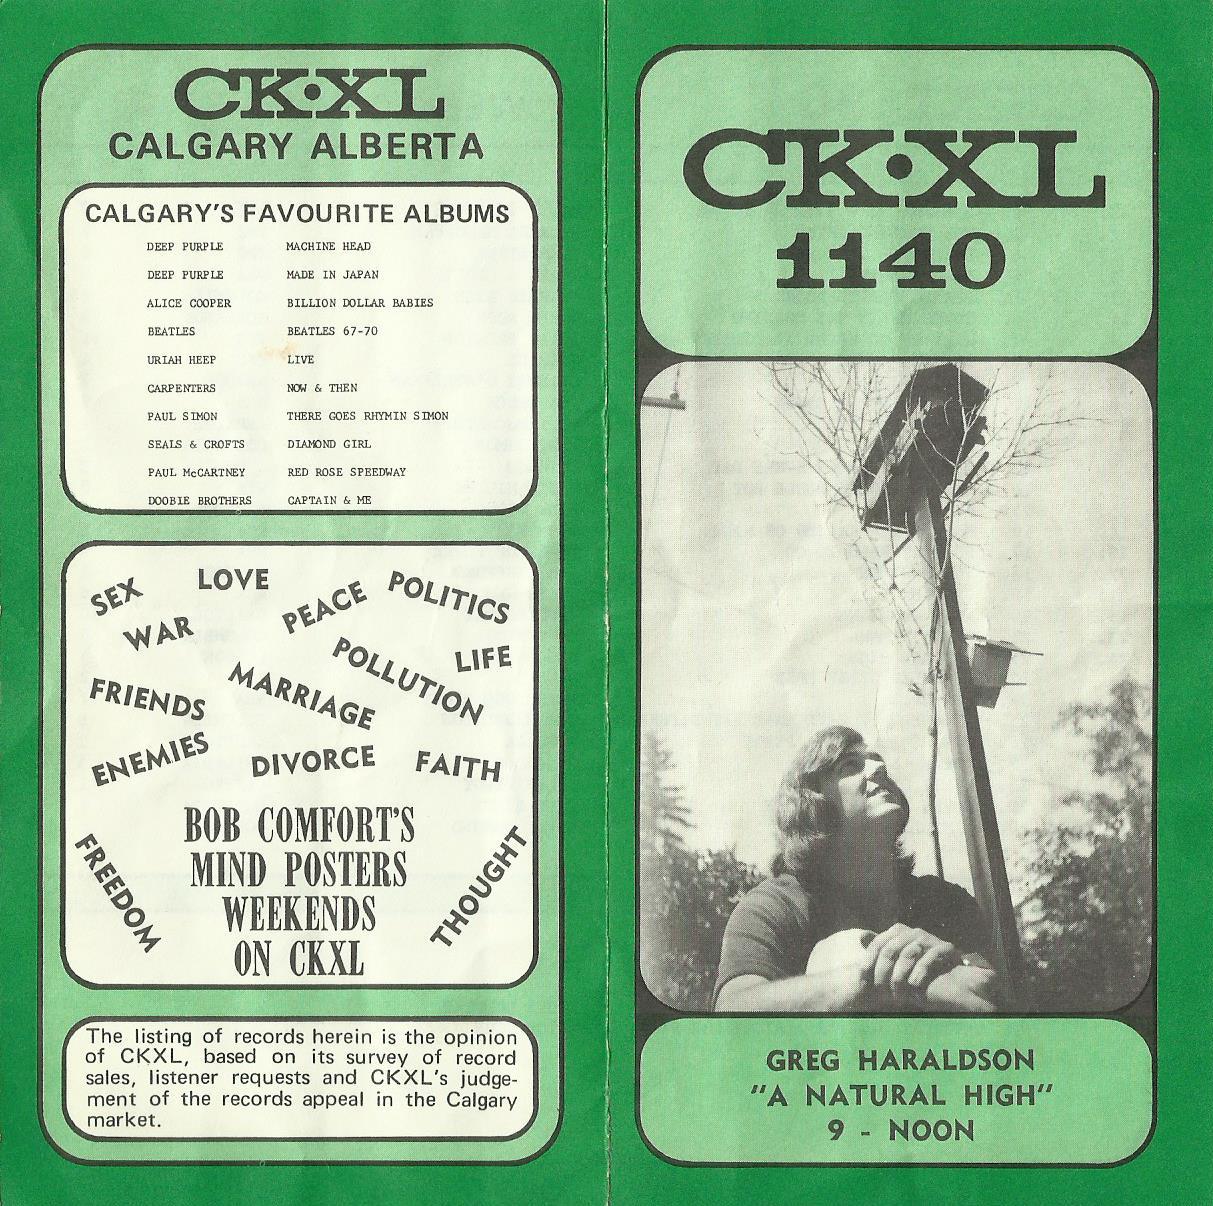 CK•XL
CALGARY ALBERTA
CALGARY'S FAVOURITE ALBUMS
DEEP PURPLE MACHINE HEAD
DEEP PURPLE MADE IN JAPAN
ALICE COOPER BILLION DOLLAR BABIES
BEATLES BEATLES 67-70
URIAH HEEP LIVE
CARPENTERS NOW & THEN
PAUL SIMON THERE GOES RHYMIN SIMON
SEALS & CROFTS DIAMOND GIRL
PAUL McCARTNEY RED ROSE SPEEDWAY
DOOBIE BROTHERS CAPTAIN & ME
SEX
LOVE
PEACE
POLITICS
WAR
POLLUTION
LIFE
FRIENDS
MARRIAGE
ENEMIES
DIVORCE
FAITH
BOB COMFORT'S
MIND POSTERS
WEEKENDS
ON CKXL
FREEDOM
THOUGHT
The listing of records herein is the opinion
of CKXL, based on its survey of record
sales, listener requests and CKXL's judge-
ment of the records appeal in the Calgary
market.
CK•XL
1140
GREG HARALDSON
"A NATURAL HIGH"
9 - NOON